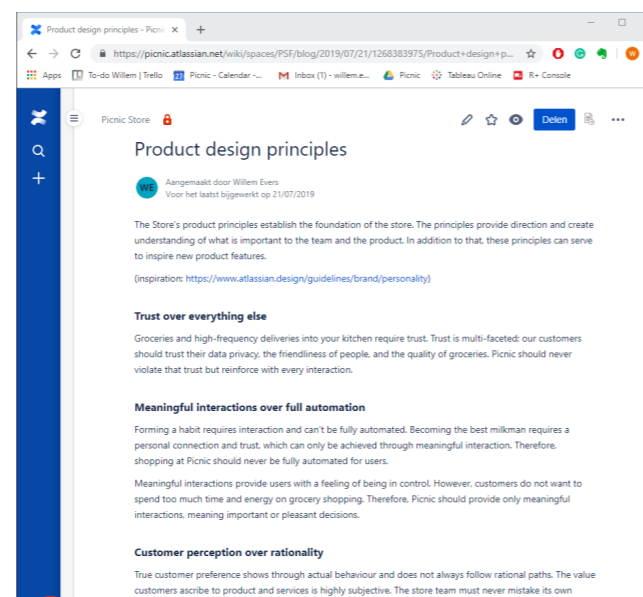 Product design principles - Picni
https://picnic.atlassian.net/wiki/spaces/PSF/blog/2019/07/21/1268383975/Product+design+p...
W
Apps To-do Willem | Trello 27 Picnic - Calendar -... Inbox (1) - willem.e... Picnic Tableau Online R+ Console
Picnic Store Delen
Product design principles
WE Aangemaakt door Willem Evers
Voor het laatst bijgewerkt op 21/07/2019
The Store's product principles establish the foundation of the store. The principles provide direction and create
understanding of what is important to the team and the product. In addition to that, these principles can serve
to inspire new product features.
(inspiration: https://www.atlassian.design/guidelines/brand/personality)
Trust over everything else
Groceries and high-frequency deliveries into your kitchen require trust. Trust is multi-faceted: our customers
should trust their data privacy, the friendliness of people, and the quality of groceries. Picnic should never
violate that trust but reinforce with every interaction.
Meaningful interactions over full automation
Forming a habit requires interaction and can't be fully automated. Becoming the best milkman requires a
personal connection and trust, which can only be achieved through meaningful interaction. Therefore,
shopping at Picnic should never be fully automated for users.
Meaningful interactions provide users with a feeling of being in control. However, customers do not want to
spend too much time and energy on grocery shopping. Therefore, Picnic should provide only meaningful
interactions, meaning important or pleasant decisions.
Customer perception over rationality
True customer preference shows through actual behaviour and does not always follow rational paths. The value
customers ascribe to product and services is highly subjective. The store team must never mistake its own